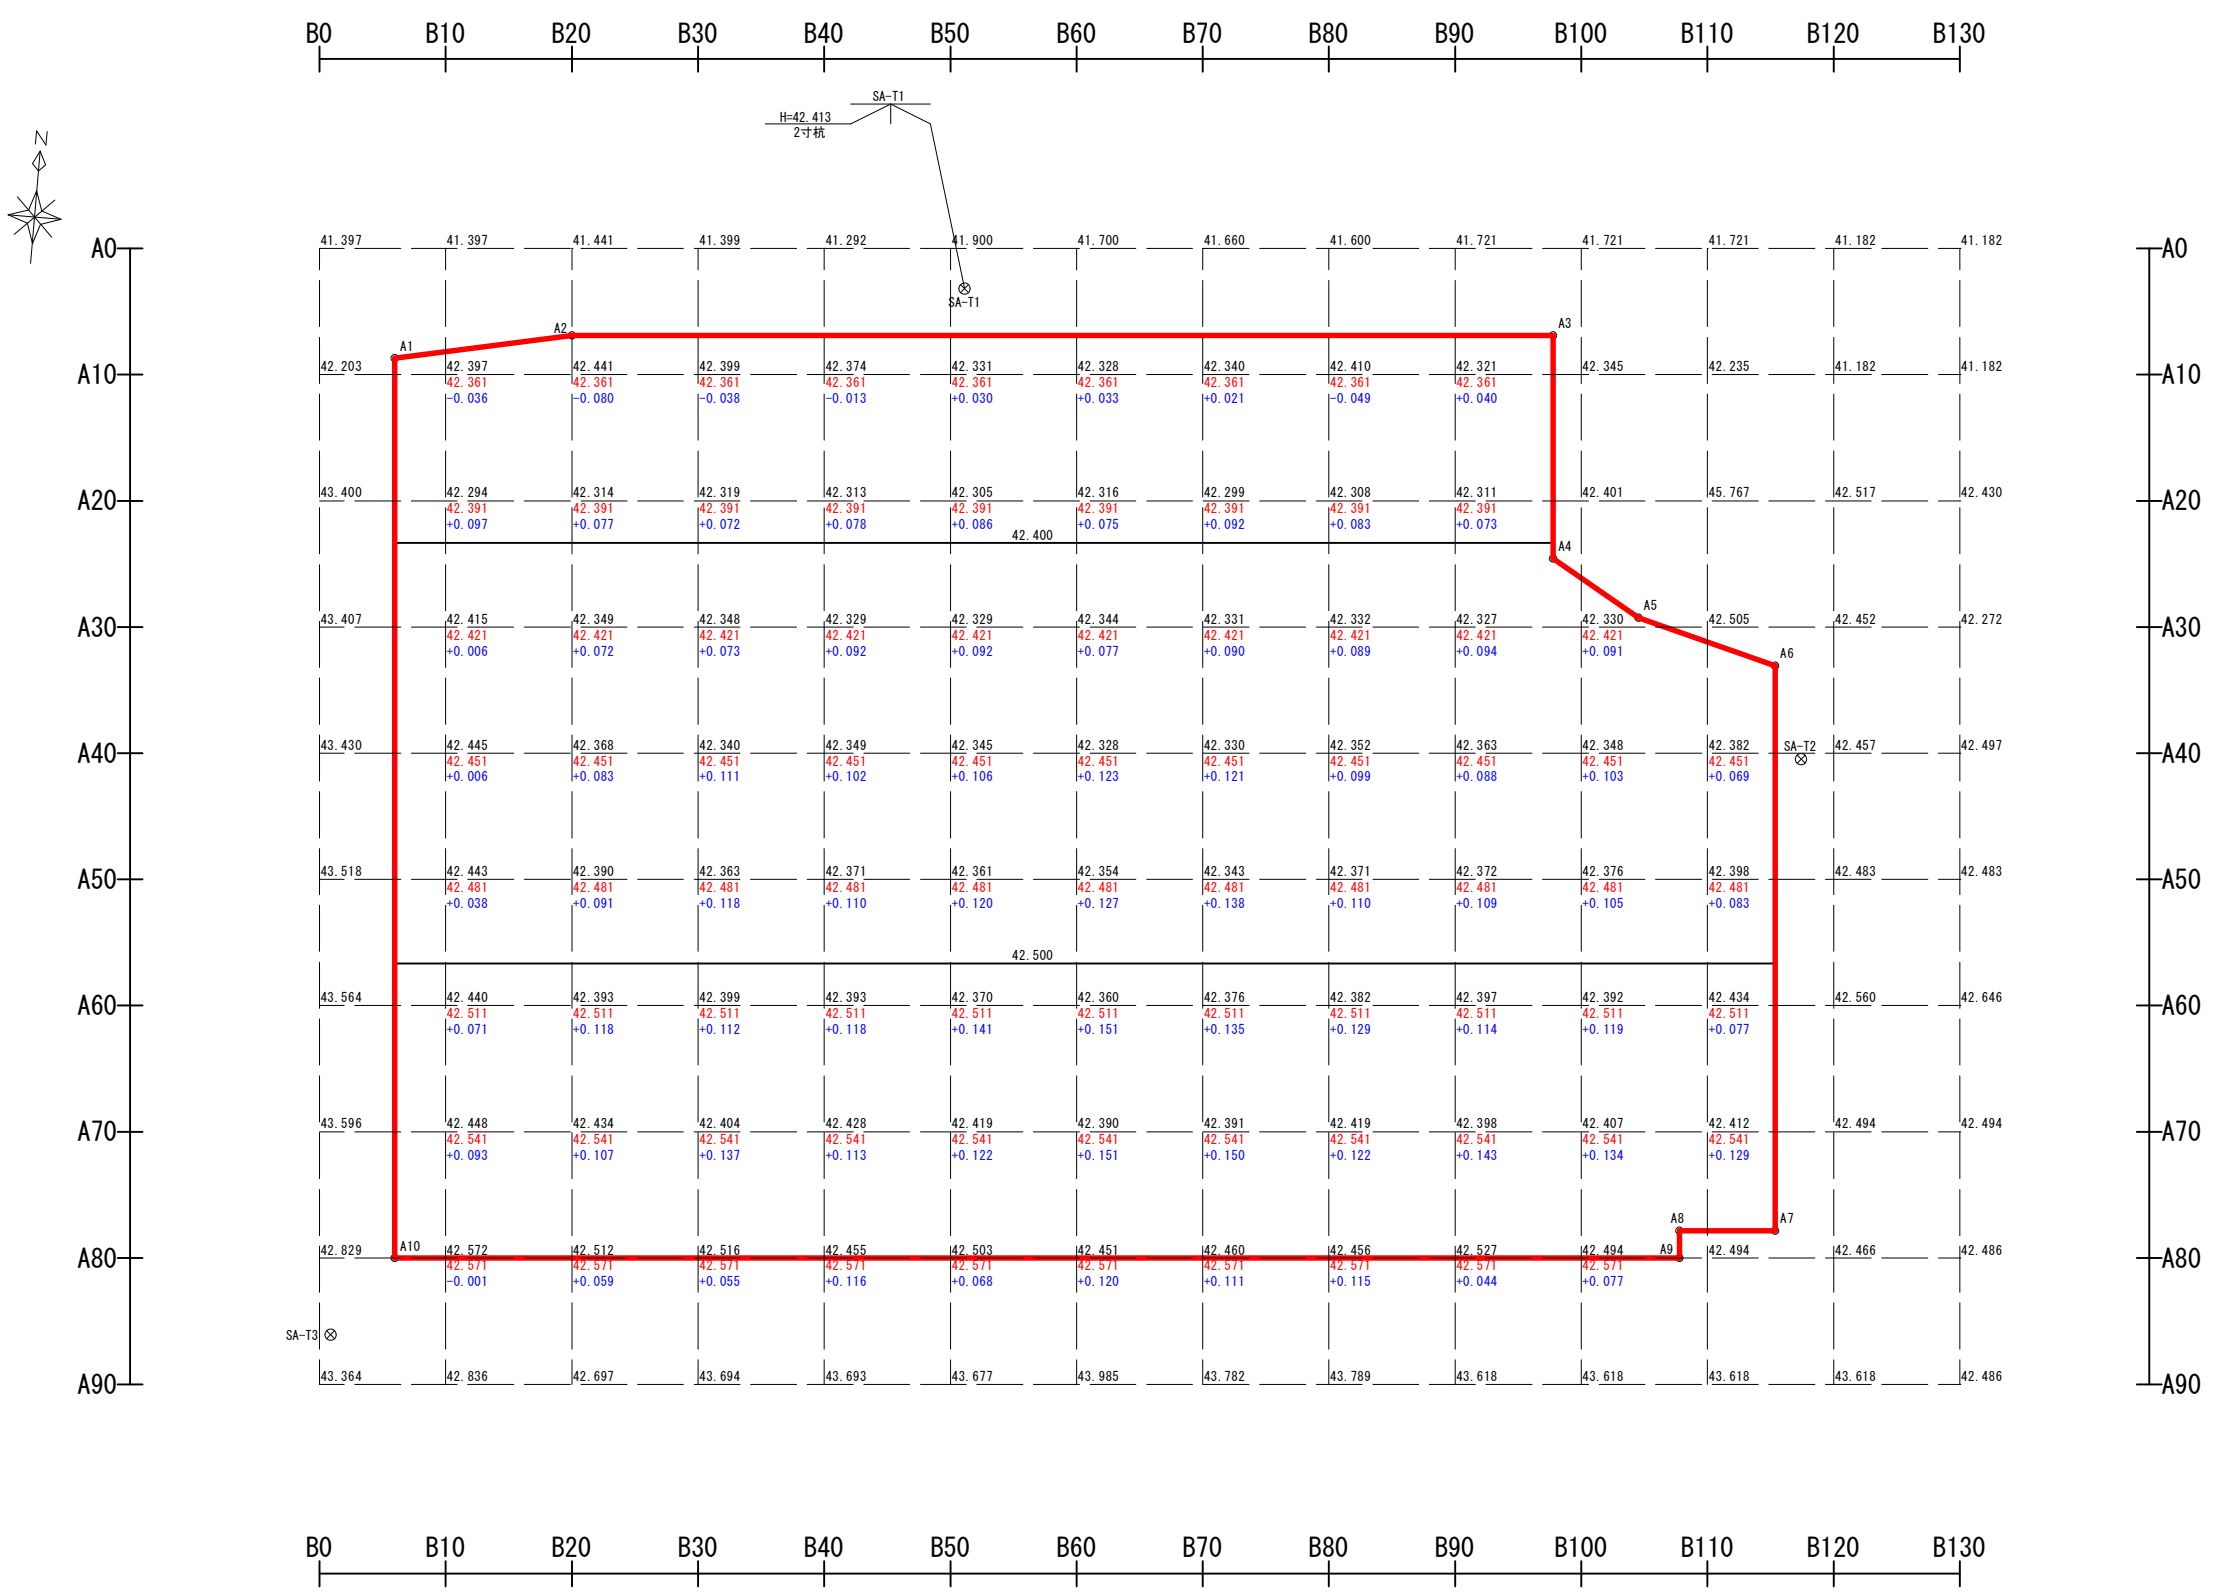 B0 B10 B20 B30 B40 B50 B60 B70 B80 B90 B100 B110 B120 B130
SA-T1
H=42.413
2寸杭
N
A0 41.397 41.397 41.441 41.399 41.292 41.900 41.700 41.660 41.600 41.721 41.721 41.721 41.182 41.182 A0
SA-T1
A2 A3
A1
A10 42.203 42.397 42.441 42.399 42.374 42.331 42.328 42.340 42.410 42.321 42.345 42.235 41.182 41.182 A10
42.361 42.361 42.361 42.361 42.361 42.361 42.361 42.361 42.361
-0.036 -0.080 -0.038 -0.013 +0.030 +0.033 +0.021 -0.049 +0.040
A20 43.400 42.294 42.314 42.319 42.313 42.305 42.316 42.299 42.308 42.311 42.401 45.767 42.517 42.430 A20
42.391 42.391 42.391 42.391 42.391 42.391 42.391 42.391 42.391
+0.097 +0.077 +0.072 +0.078 +0.086 +0.075 +0.092 +0.083 +0.073
42.400
A4
A5
A30 43.407 42.415 42.349 42.348 42.329 42.329 42.344 42.331 42.332 42.327 42.330 42.505 42.452 42.272 A30
42.421 42.421 42.421 42.421 42.421 42.421 42.421 42.421 42.421 42.421
+0.006 +0.072 +0.073 +0.092 +0.092 +0.077 +0.090 +0.089 +0.094 +0.091
A6
A40 43.430 42.445 42.368 42.340 42.349 42.345 42.328 42.330 42.352 42.363 42.348 42.382 SA-T2 42.457 42.497 A40
42.451 42.451 42.451 42.451 42.451 42.451 42.451 42.451 42.451 42.451 42.451
+0.006 +0.083 +0.111 +0.102 +0.106 +0.123 +0.121 +0.099 +0.088 +0.103 +0.069
A50 43.518 42.443 42.390 42.363 42.371 42.361 42.354 42.343 42.371 42.372 42.376 42.398 42.483 42.483 A50
42.481 42.481 42.481 42.481 42.481 42.481 42.481 42.481 42.481 42.481 42.481
+0.038 +0.091 +0.118 +0.110 +0.120 +0.127 +0.138 +0.110 +0.109 +0.105 +0.083
42.500
A60 43.564 42.440 42.393 42.399 42.393 42.370 42.360 42.376 42.382 42.397 42.392 42.434 42.560 42.646 A60
42.511 42.511 42.511 42.511 42.511 42.511 42.511 42.511 42.511 42.511 42.511
+0.071 +0.118 +0.112 +0.118 +0.141 +0.151 +0.135 +0.129 +0.114 +0.119 +0.077
A70 43.596 42.448 42.434 42.404 42.428 42.419 42.390 42.391 42.419 42.398 42.407 42.412 42.494 42.494 A70
42.541 42.541 42.541 42.541 42.541 42.541 42.541 42.541 42.541 42.541 42.541
+0.093 +0.107 +0.137 +0.113 +0.122 +0.151 +0.150 +0.122 +0.143 +0.134 +0.129
A8 A7
A80 42.829 A10 42.572 42.512 42.516 42.455 42.503 42.451 42.460 42.456 42.527 42.494 A9 42.494 42.466 42.486 A80
42.571 42.571 42.571 42.571 42.571 42.571 42.571 42.571 42.571 42.571
-0.001 +0.059 +0.055 +0.116 +0.068 +0.120 +0.111 +0.115 +0.044 +0.077
SA-T3
A90 43.364 42.836 42.697 43.694 43.693 43.677 43.985 43.782 43.789 43.618 43.618 43.618 43.618 42.486 A90
B0 B10 B20 B30 B40 B50 B60 B70 B80 B90 B100 B110 B120 B130